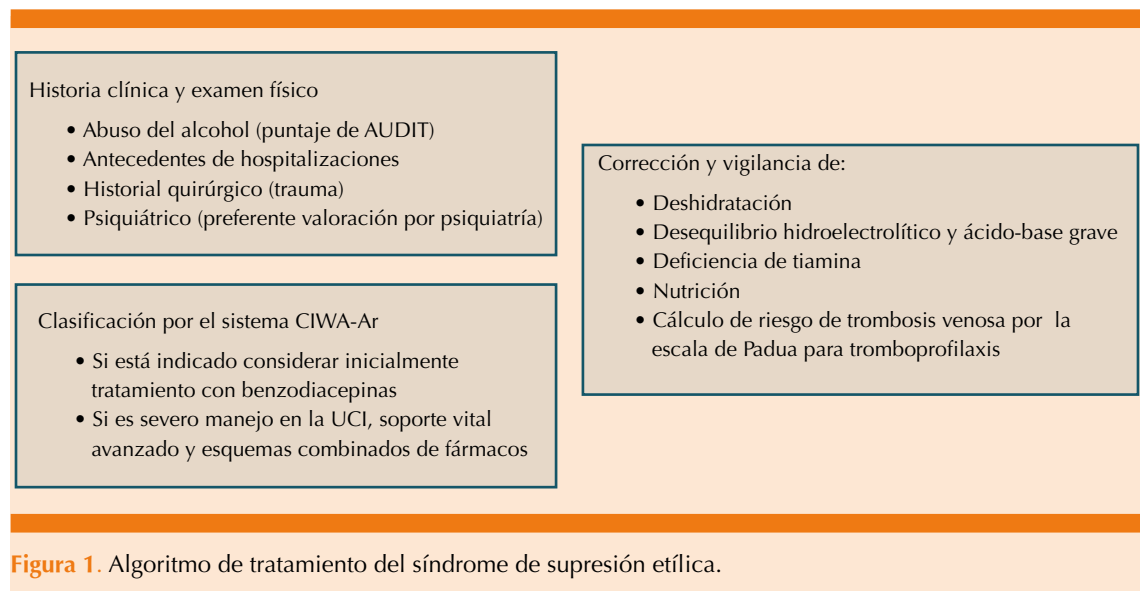 Historia clínica y examen físico
• Abuso del alcohol (puntaje de AUDIT)
• Antecedentes de hospitalizaciones
• Historial quirúrgico (trauma)
• Psiquiátrico (preferente valoración por psiquiatría)
Clasificación por el sistema CIWA-Ar
• Si está indicado considerar inicialmente
tratamiento con benzodiacepinas
• Si es severo manejo en la UCI, soporte vital
avanzado y esquemas combinados de fármacos
Corrección y vigilancia de:
• Deshidratación
• Desequilibrio hidroelectrolítico y ácido-base grave
• Deficiencia de tiamina
• Nutrición
• Cálculo de riesgo de trombosis venosa por la
escala de Padua para tromboprofilaxis
Figura 1. Algoritmo de tratamiento del síndrome de supresión etílica.